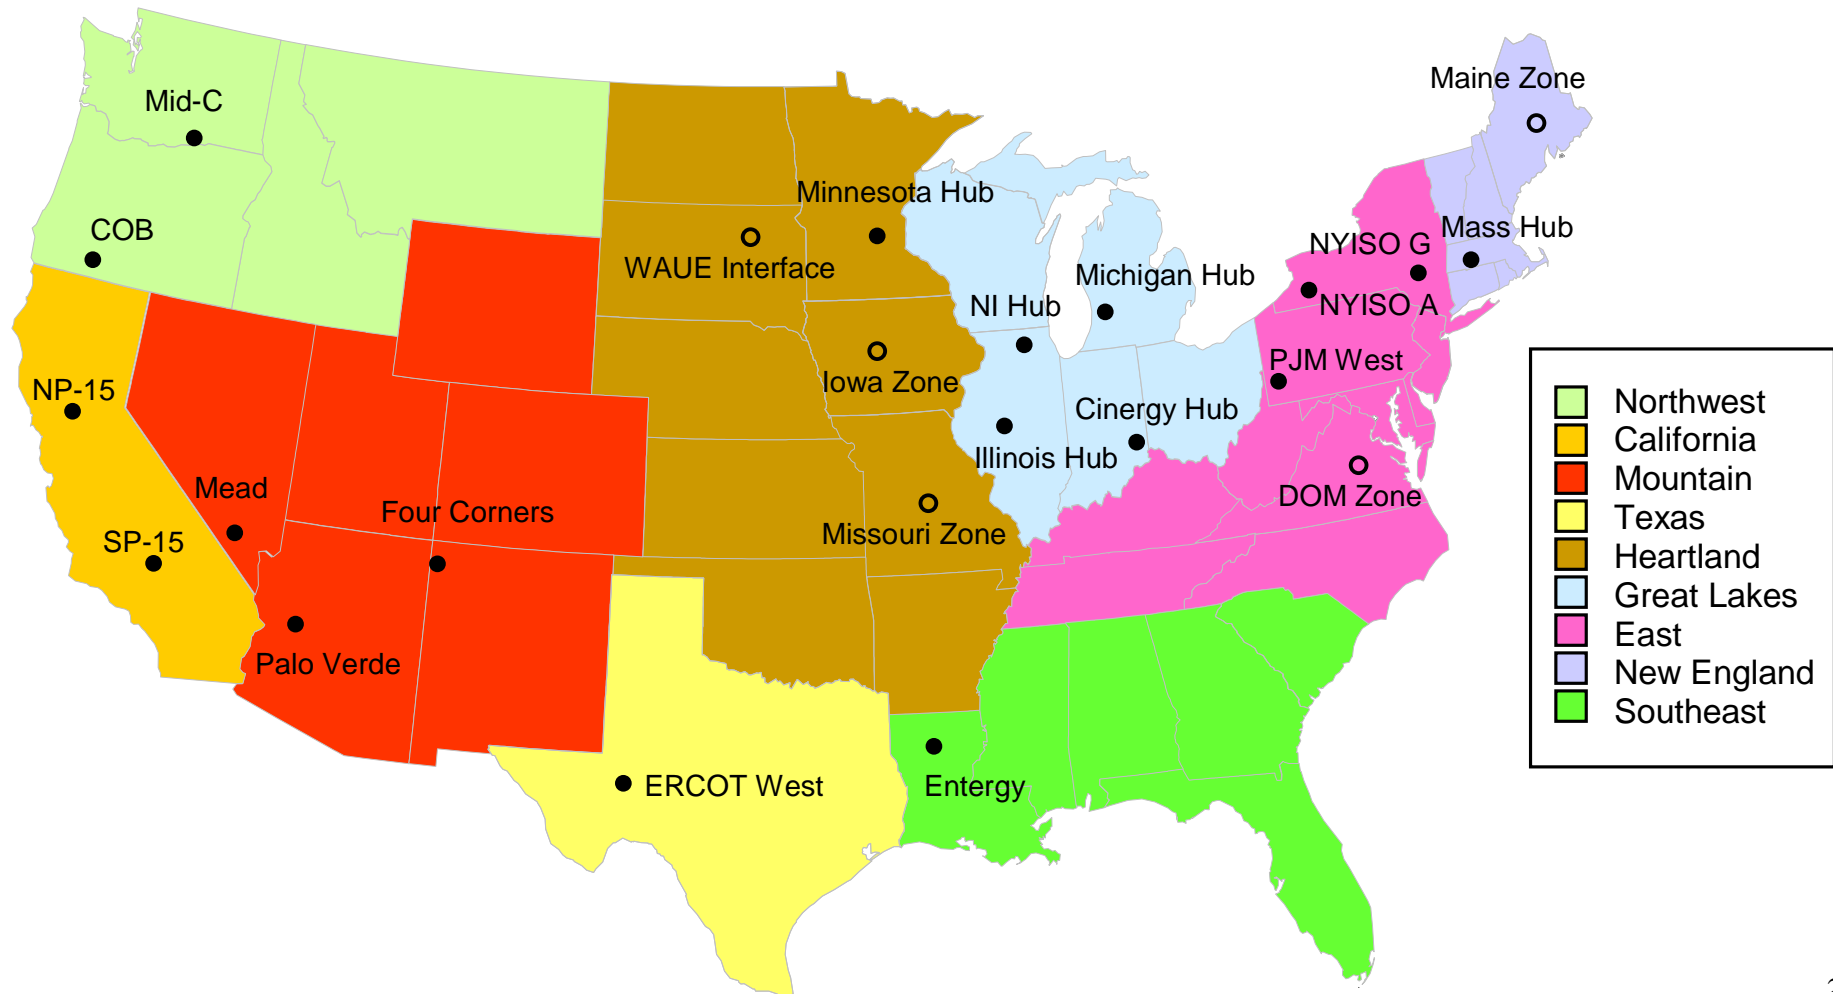 Maine Zone
Mid-C
Minnesota Hub
COB
Mass Hub
NYISO G
WAUE Interface
Michigan Hub
NI Hub
NYISO A
PJM West
NP-15
Iowa Zone
Cinergy Hub
Illinois Hub
Mead
DOM Zone
Four Corners
Missouri Zone
SP-15
Palo Verde
ERCOT West
Entergy
Northwest
California
Mountain
Texas
Heartland
Great Lakes
East
New England
Southeast